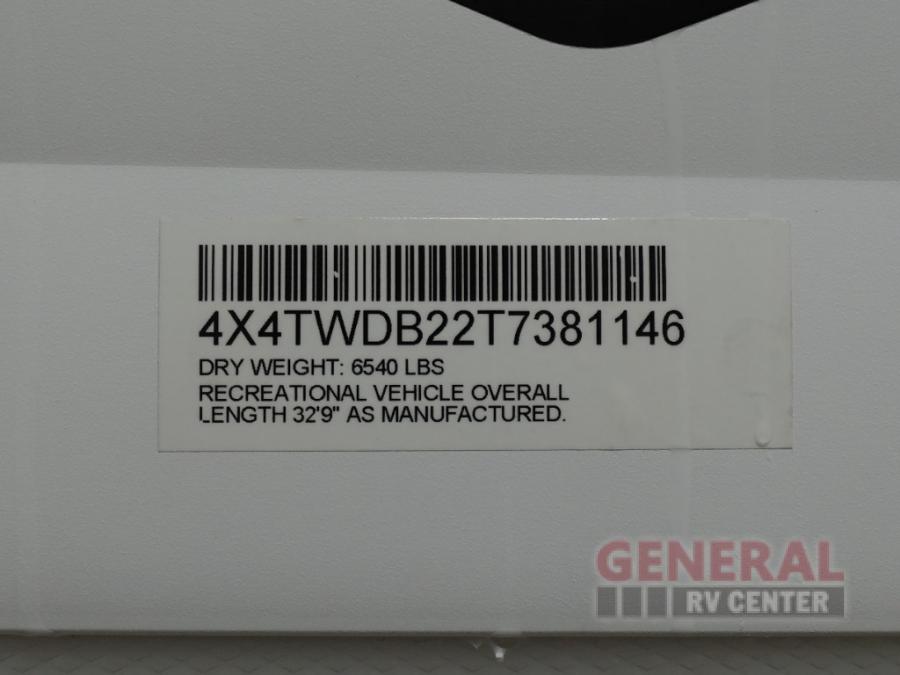 4X4TWDB22T7381146
DRY WEIGHT: 6540 LBS
RECREATIONAL VEHICLE OVERALL
LENGTH 32'9" AS MANUFACTURED.
GENERAL
RV CENTER